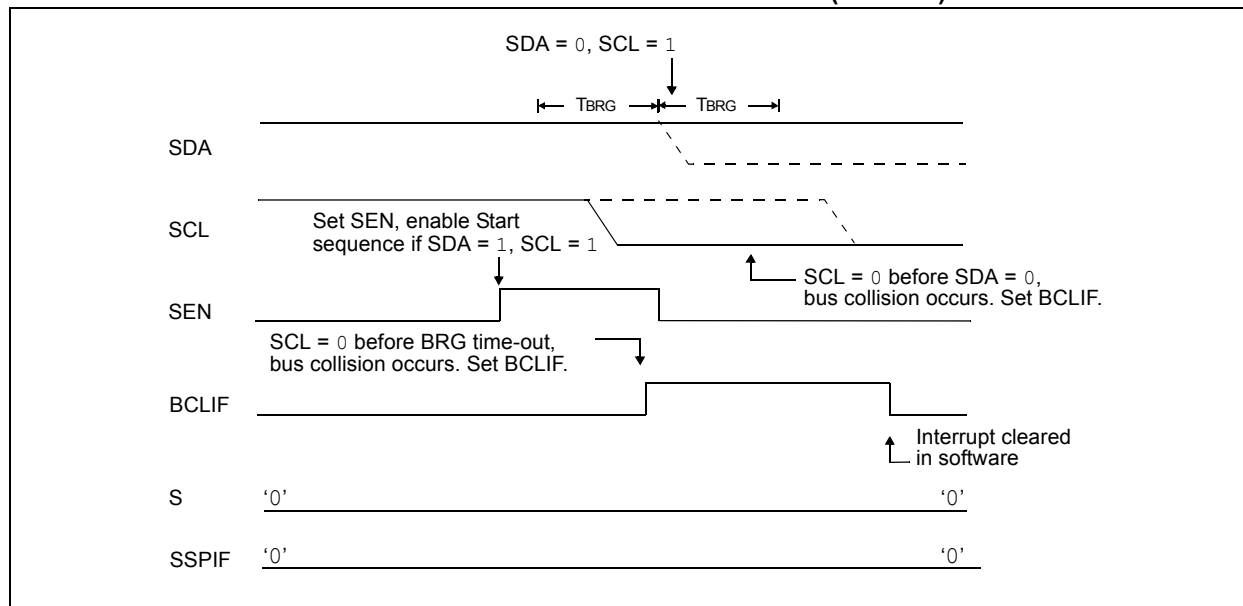 SDA = 0, SCL = 1
TBRG TBRG
SDA
SCL
Set SEN, enable Start
sequence if SDA = 1, SCL = 1
SCL = 0 before SDA = 0,
bus collision occurs. Set BCLIF.
SEN
SCL = 0 before BRG time-out,
bus collision occurs. Set BCLIF.
BCLIF
Interrupt cleared
in software
S ‘0’ ‘0’
SSPIF ‘0’ ‘0’